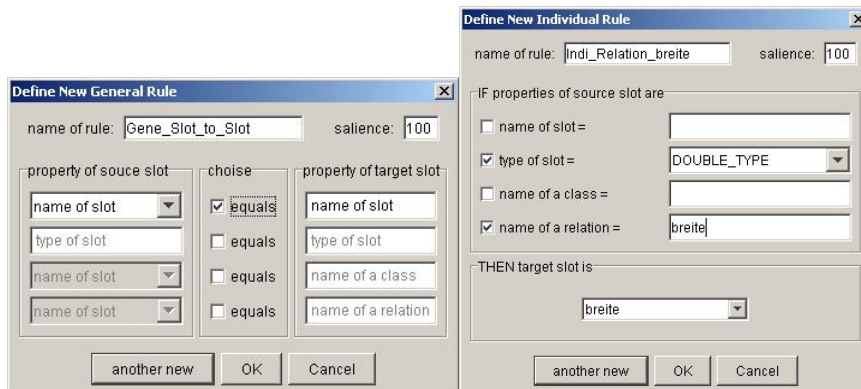 Define New General Rule
name of rule: Gene_Slot_to_Slot salience: 100
property of souce slot choise property of target slot
name of slot equals name of slot
type of slot equals type of slot
name of slot equals name of a class
name of slot equals name of a relation
another new OK Cancel
Define New Individual Rule
name of rule: Indi_Relation_breite salience: 100
IF properties of source slot are
name of slot =
type of slot = DOUBLE_TYPE
name of a class =
name of a relation = breite
THEN target slot is
breite
another new OK Cancel